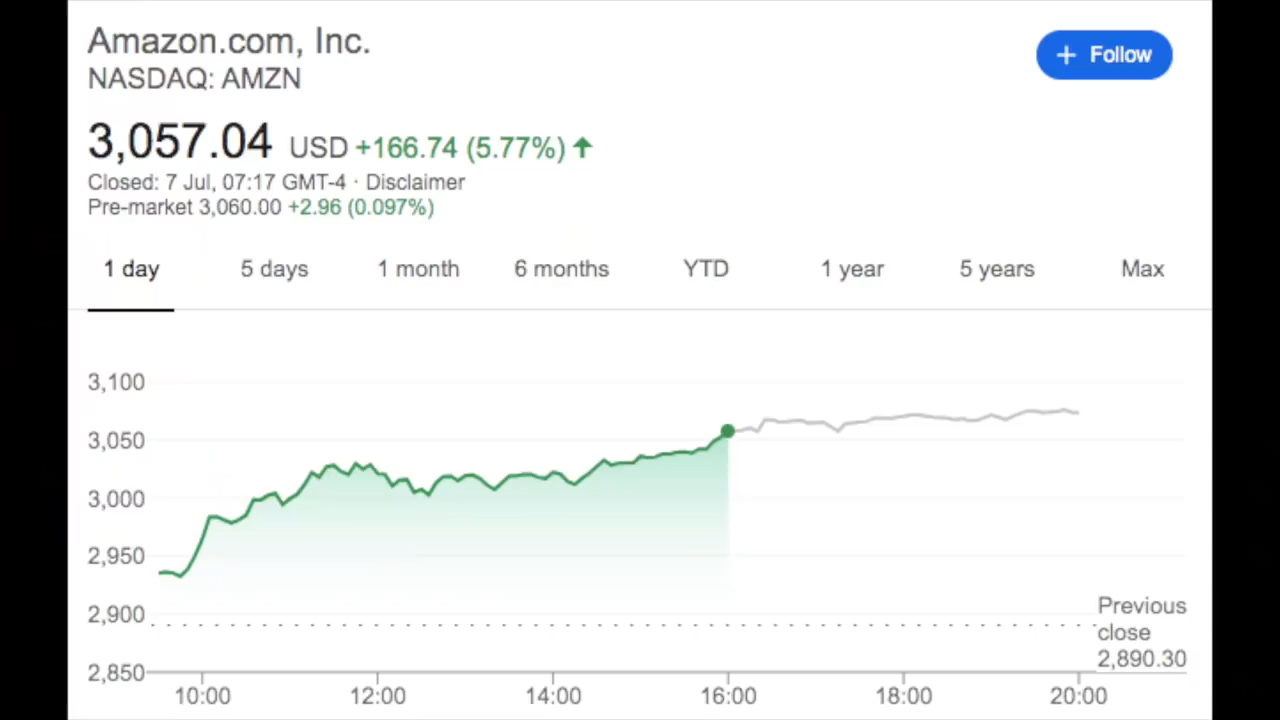 Amazon.com, Inc.
NASDAQ: AMZN
+ Follow
3,057.04 USD +166.74 (5.77%)
Closed: 7 Jul, 07:17 GMT-4 · Disclaimer
Pre-market 3,060.00 +2.96 (0.097%)
1 day 5 days 1 month 6 months YTD 1 year 5 years Max
3,100
3,050
3,000
2,950
2,900
2,850
Previous
close
2,890.30
10:00 12:00 14:00 16:00 18:00 20:00